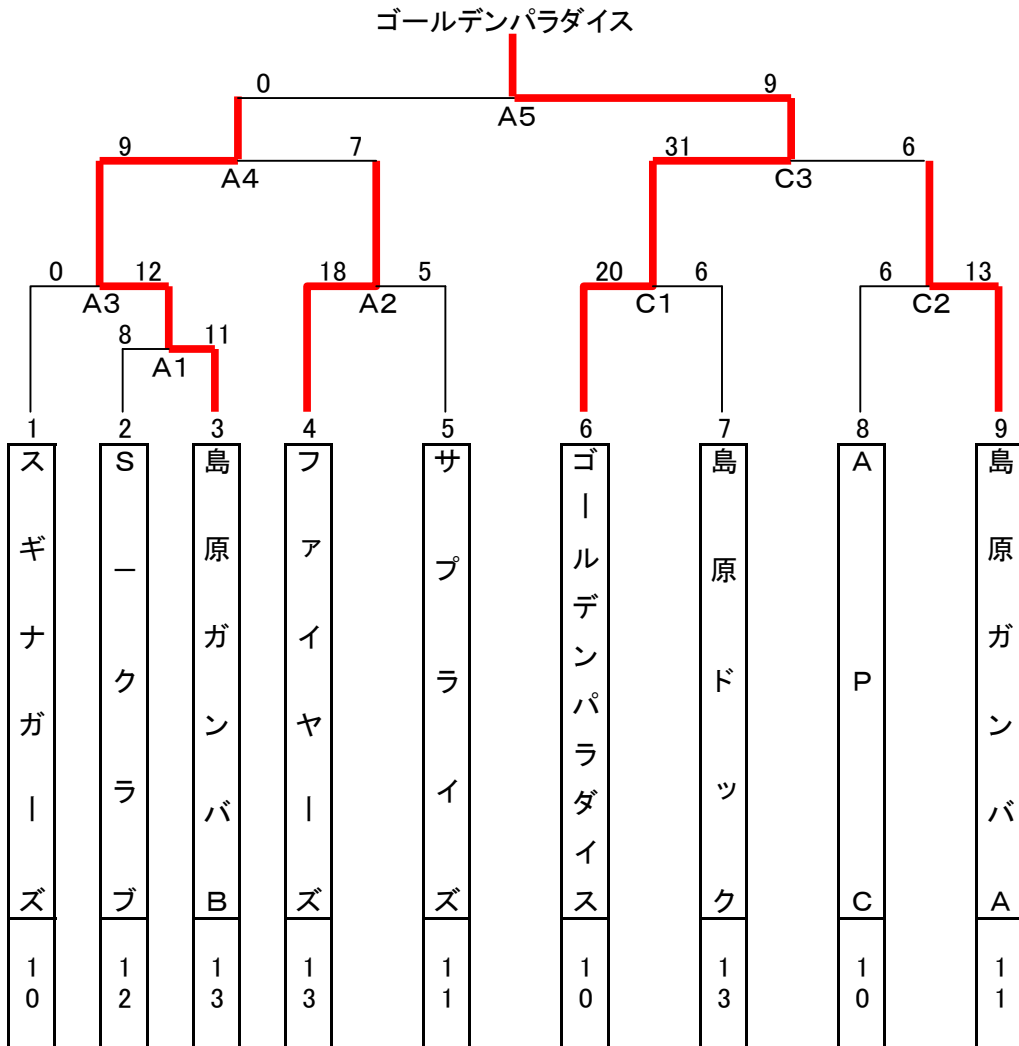 ゴールデンパラダイス
0 9
A5
9 7 31 6
A4 C3
0 12 18 5 20 6 6 13
A3 A2 C1 C2
8 11
A1
1 2 3 4 5 6 7 8 9
スギナガーズ
Sークラブ
島原ガンバB
ファイヤーズ
サプライズ
ゴールデンパラダイス
島原ドック
APC
島原ガンバA
10 12 13 13 11 10 13 10 11